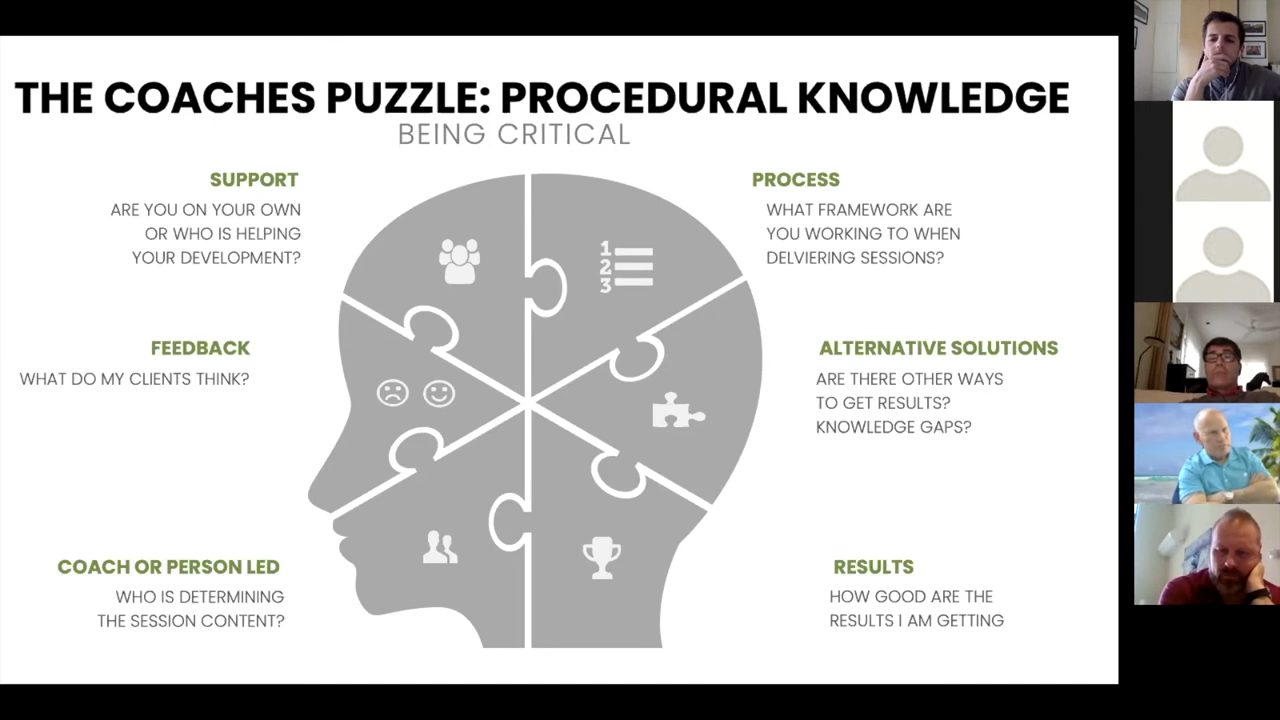 THE COACHES PUZZLE: PROCEDURAL KNOWLEDGE
BEING CRITICAL
SUPPORT
ARE YOU ON YOUR OWN
OR WHO IS HELPING
YOUR DEVELOPMENT?
PROCESS
WHAT FRAMEWORK ARE
YOU WORKING TO WHEN
DELVIERING SESSIONS?
1
2
3
FEEDBACK
WHAT DO MY CLIENTS THINK?
ALTERNATIVE SOLUTIONS
ARE THERE OTHER WAYS
TO GET RESULTS?
KNOWLEDGE GAPS?
COACH OR PERSON LED
WHO IS DETERMINING
THE SESSION CONTENT?
RESULTS
HOW GOOD ARE THE
RESULTS I AM GETTING